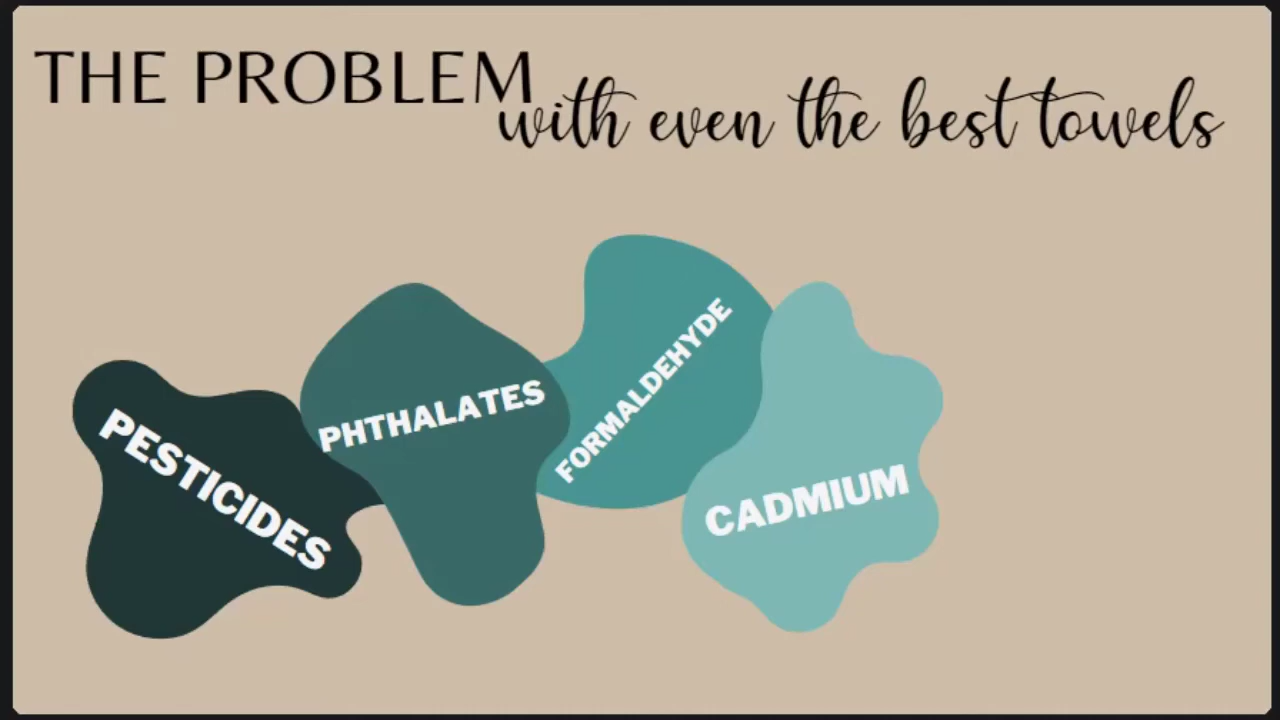 THE PROBLEM
with even the best towels
PESTICIDES
PHTHALATES
FORMALDEHYDE
CADMIUM